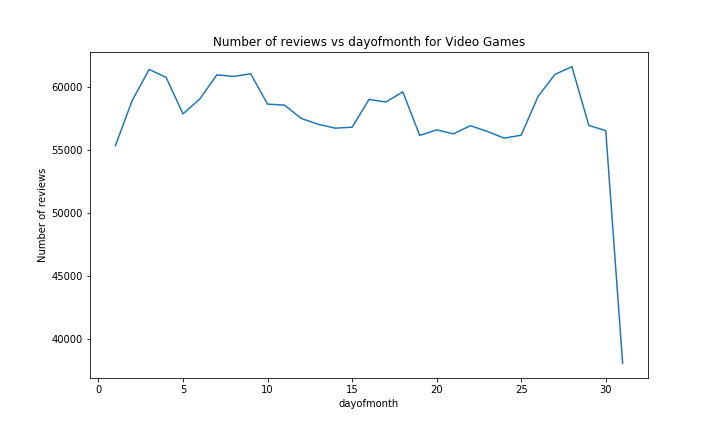 Number of reviews vs dayofmonth for Video Games
Number of reviews
60000
55000
50000
45000
40000
0 5 10 15 20 25 30
dayofmonth